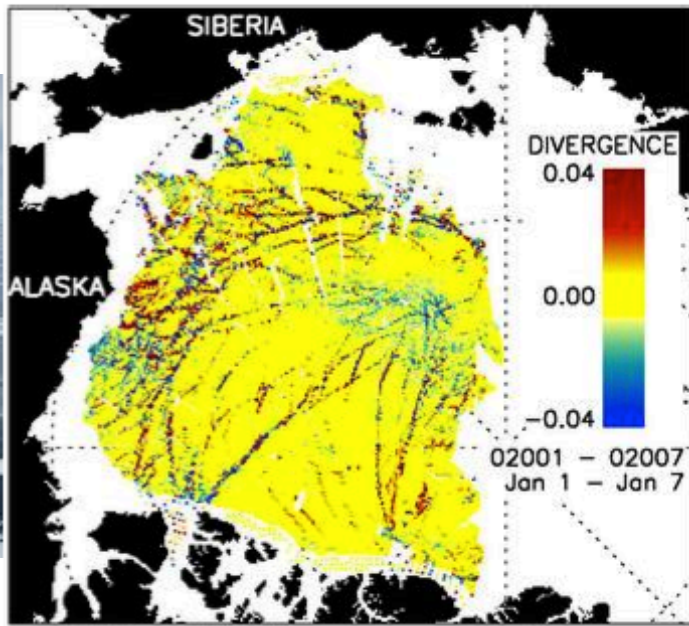 SIBERIA
DIVERGENCE
0.04
ALASKA
0.00
-0.04
02001 - 02007
Jan 1 - Jan 7